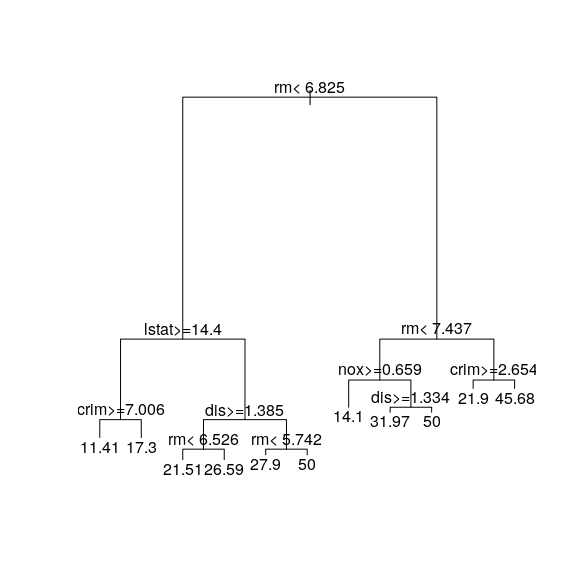 rm< 6.825
lstat>=14.4
rm< 7.437
crim>=7.006
dis>=1.385
nox>=0.659
crim>=2.654
11.41
17.3
rm< 6.526
rm< 5.742
14.1
dis>=1.334
21.9
45.68
21.51
26.59
27.9
50
31.97
50